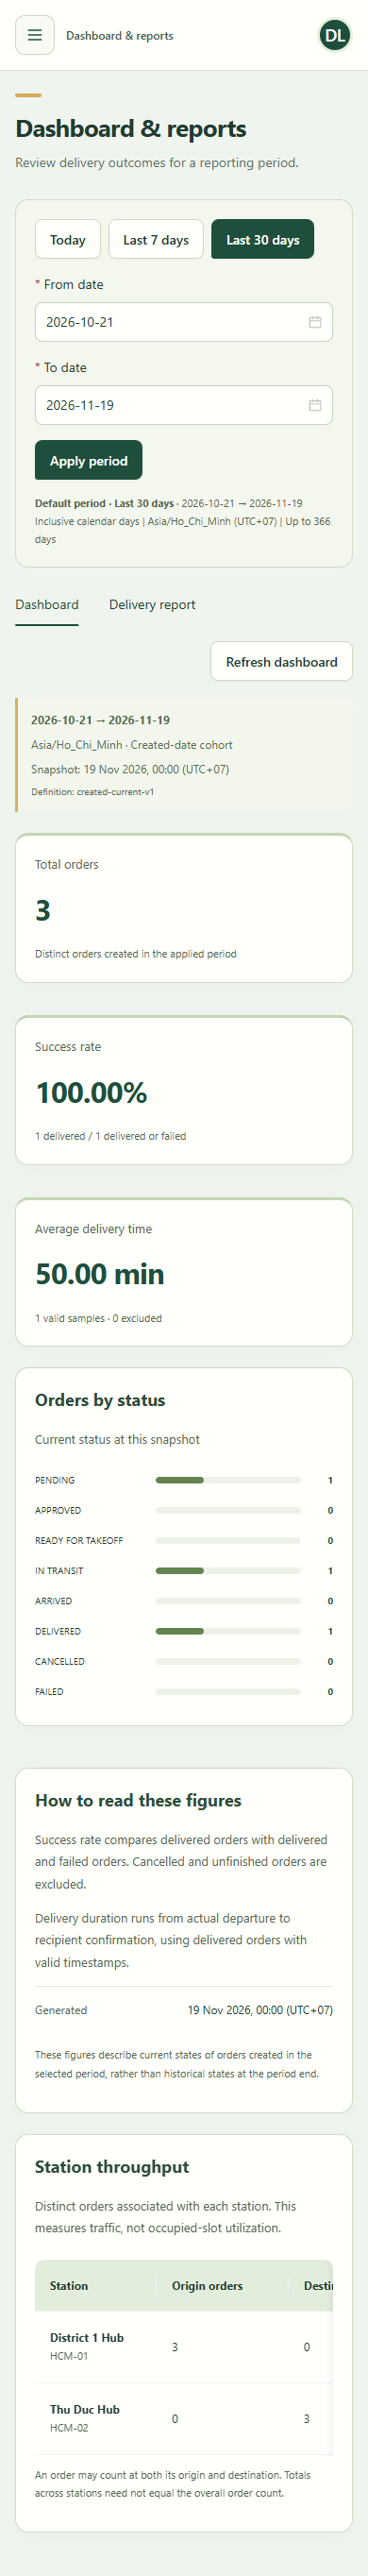 Dashboard & reports
DL
Dashboard & reports
Review delivery outcomes for a reporting period.
Today
Last 7 days
Last 30 days
* From date
2026-10-21
* To date
2026-11-19
Apply period
Default period · Last 30 days · 2026-10-21 → 2026-11-19
Inclusive calendar days | Asia/Ho_Chi_Minh (UTC+07) | Up to 366
days
Dashboard
Delivery report
Refresh dashboard
2026-10-21 → 2026-11-19
Asia/Ho_Chi_Minh · Created-date cohort
Snapshot: 19 Nov 2026, 00:00 (UTC+07)
Definition: created-current-v1
Total orders
3
Distinct orders created in the applied period
Success rate
100.00%
1 delivered / 1 delivered or failed
Average delivery time
50.00 min
1 valid samples · 0 excluded
Orders by status
Current status at this snapshot
PENDING 1
APPROVED 0
READY FOR TAKEOFF 0
IN TRANSIT 1
ARRIVED 0
DELIVERED 1
CANCELLED 0
FAILED 0
How to read these figures
Success rate compares delivered orders with delivered
and failed orders. Cancelled and unfinished orders are
excluded.
Delivery duration runs from actual departure to
recipient confirmation, using delivered orders with
valid timestamps.
Generated 19 Nov 2026, 00:00 (UTC+07)
These figures describe current states of orders created in the
selected period, rather than historical states at the period end.
Station throughput
Distinct orders associated with each station. This
measures traffic, not occupied-slot utilization.
Station Origin orders
District 1 Hub
HCM-01
3 0
Thu Duc Hub
HCM-02
0 3
An order may count at both its origin and destination. Totals
across stations need not equal the overall order count.